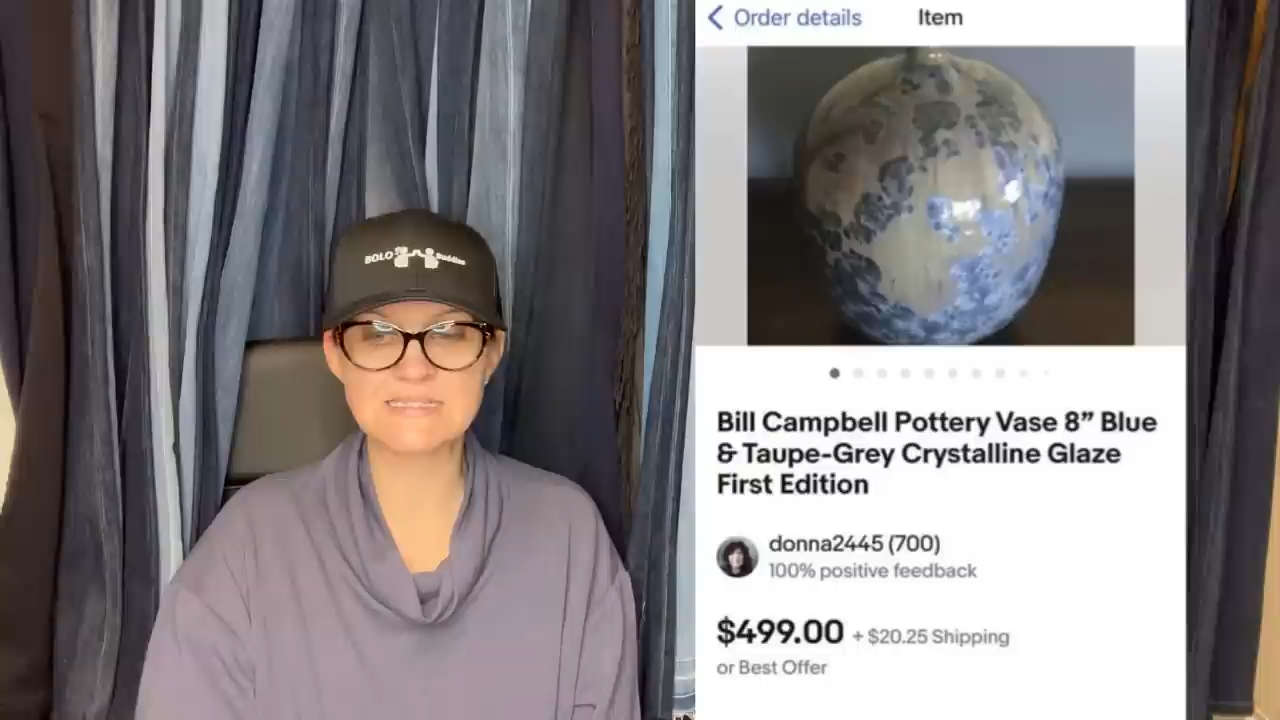 Order details
Item
BOLO Buddies
Bill Campbell Pottery Vase 8” Blue
& Taupe-Grey Crystalline Glaze
First Edition
donna2445 (700)
100% positive feedback
$499.00 + $20.25 Shipping
or Best Offer